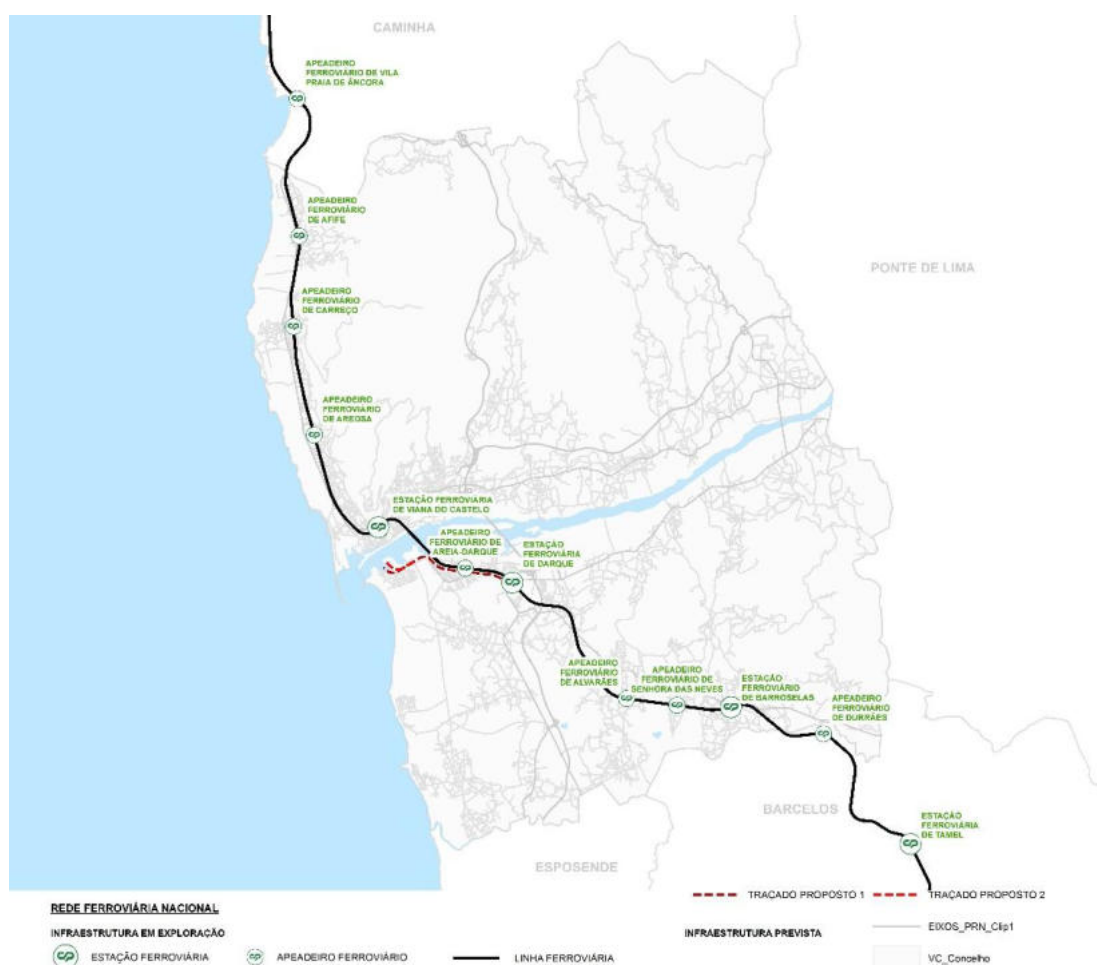 CAMINHA
APEADEIRO
FERROVIÁRIO DE VILA
PRAIA DE ÂNCORA
APEADEIRO
FERROVIÁRIO
DE AFIFE
PONTE DE LIMA
APEADEIRO
FERROVIÁRIO
DE CARREÇO
APEADEIRO
FERROVIÁRIO
DE AREOSA
ESTAÇÃO FERROVIÁRIA
DE VIANA DO CASTELO
APEADEIRO
FERROVIÁRIO DE
AREIA-DARQUE
ESTAÇÃO
FERROVIÁRIA
DE DARQUE
APEADEIRO
FERROVIÁRIO
DE ALVARÃES
APEADEIRO
FERROVIÁRIO DE
SENHORA DAS NEVES
ESTAÇÃO
FERROVIÁRIO
DE BARROSELAS
APEADEIRO
FERROVIÁRIO
DE DURRÃES
BARCELOS
ESTAÇÃO
FERROVIÁRIA
DE TAMEL
ESPOSENDE
REDE FERROVIÁRIA NACIONAL
INFRAESTRUTURA EM EXPLORAÇÃO
ESTAÇÃO FERROVIÁRIA
APEADEIRO FERROVIÁRIO
LINHA FERROVIÁRIA
INFRAESTRUTURA PREVISTA
TRAÇADO PROPOSTO 1
TRAÇADO PROPOSTO 2
EIXOS_PRN_Clip1
VC_Concelho